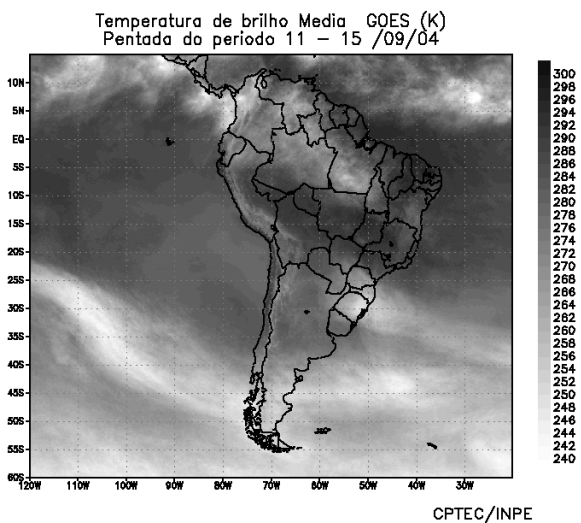 Temperatura de brilho Media GOES (K)
Pentada do periodo 11 - 15 /09/04
10N
5N
EQ
5S
10S
15S
20S
25S
30S
35S
40S
45S
50S
55S
60S
120W 110W 100W 90W 80W 70W 60W 50W 40W 30W
300
298
296
294
292
290
288
286
284
282
280
278
276
274
272
270
268
266
264
262
260
258
256
254
252
250
248
246
244
242
240
CPTEC/INPE